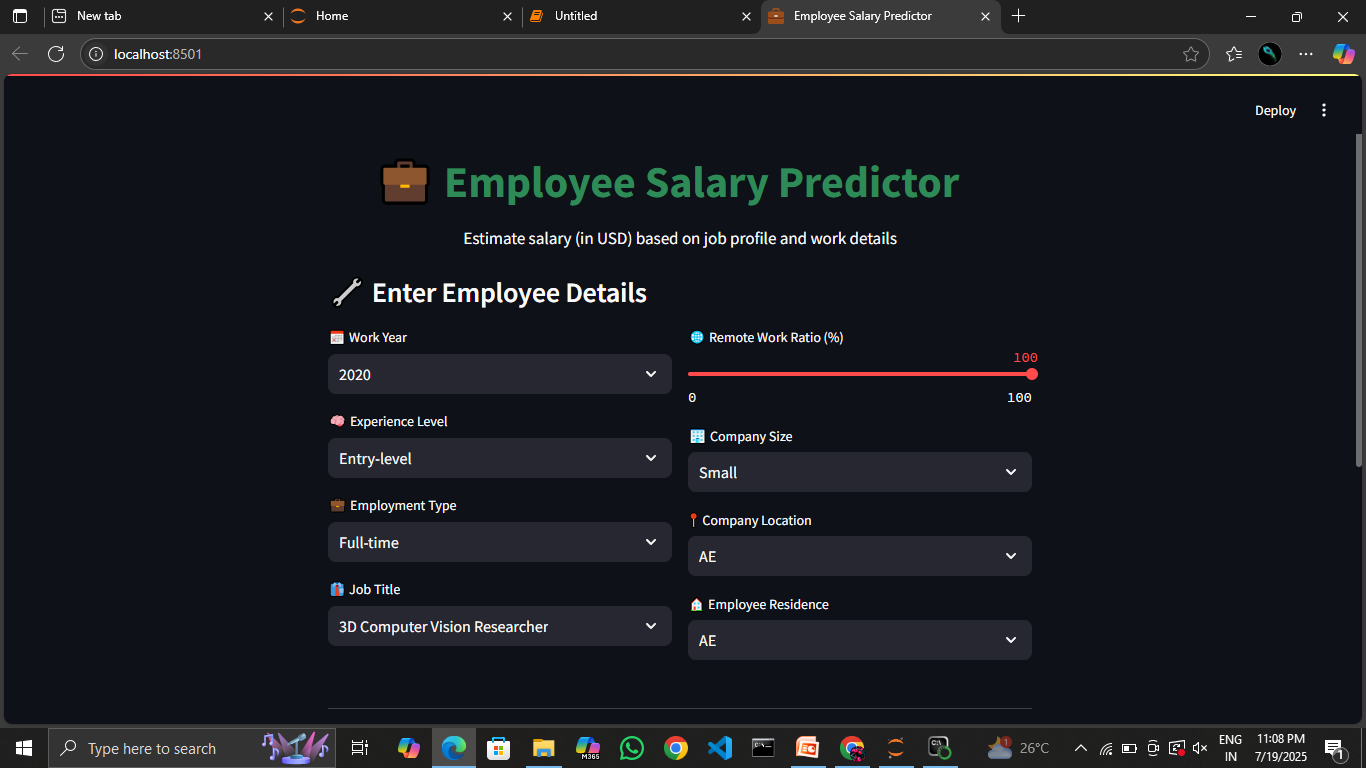 New tab
Home
Untitled
Employee Salary Predictor
localhost:8501
Deploy
Employee Salary Predictor
Estimate salary (in USD) based on job profile and work details
Enter Employee Details
Work Year
2020
Experience Level
Entry-level
Employment Type
Full-time
Job Title
3D Computer Vision Researcher
Remote Work Ratio (%)
100
0 100
Company Size
Small
Company Location
AE
Employee Residence
AE
Type here to search
M365
26°C
ENG
IN
11:08 PM
7/19/2025
1